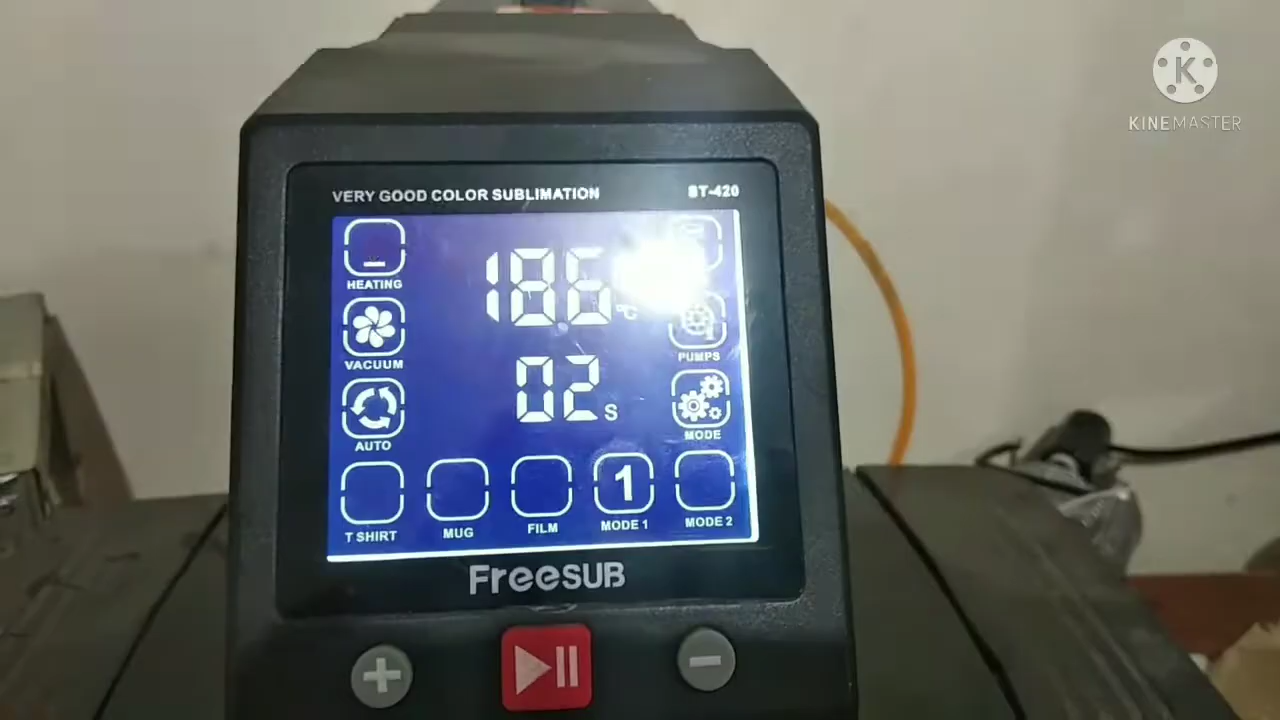 K
KINEMASTER
VERY GOOD COLOR SUBLIMATION ST-420
HEATING
186 °C
VACUUM
PUMPS
02 S
AUTO
MODE
1
T SHIRT MUG FILM MODE 1 MODE 2
FreeSUB